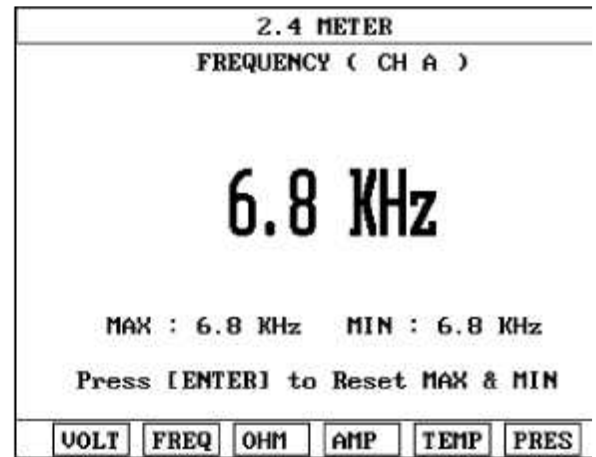 2.4 METER
FREQUENCY ( CH A )
6.8 KHz
MAX : 6.8 KHz MIN : 6.8 KHz
Press [ENTER] to Reset MAX & MIN
VOLT FREQ OHM AMP TEMP PRES